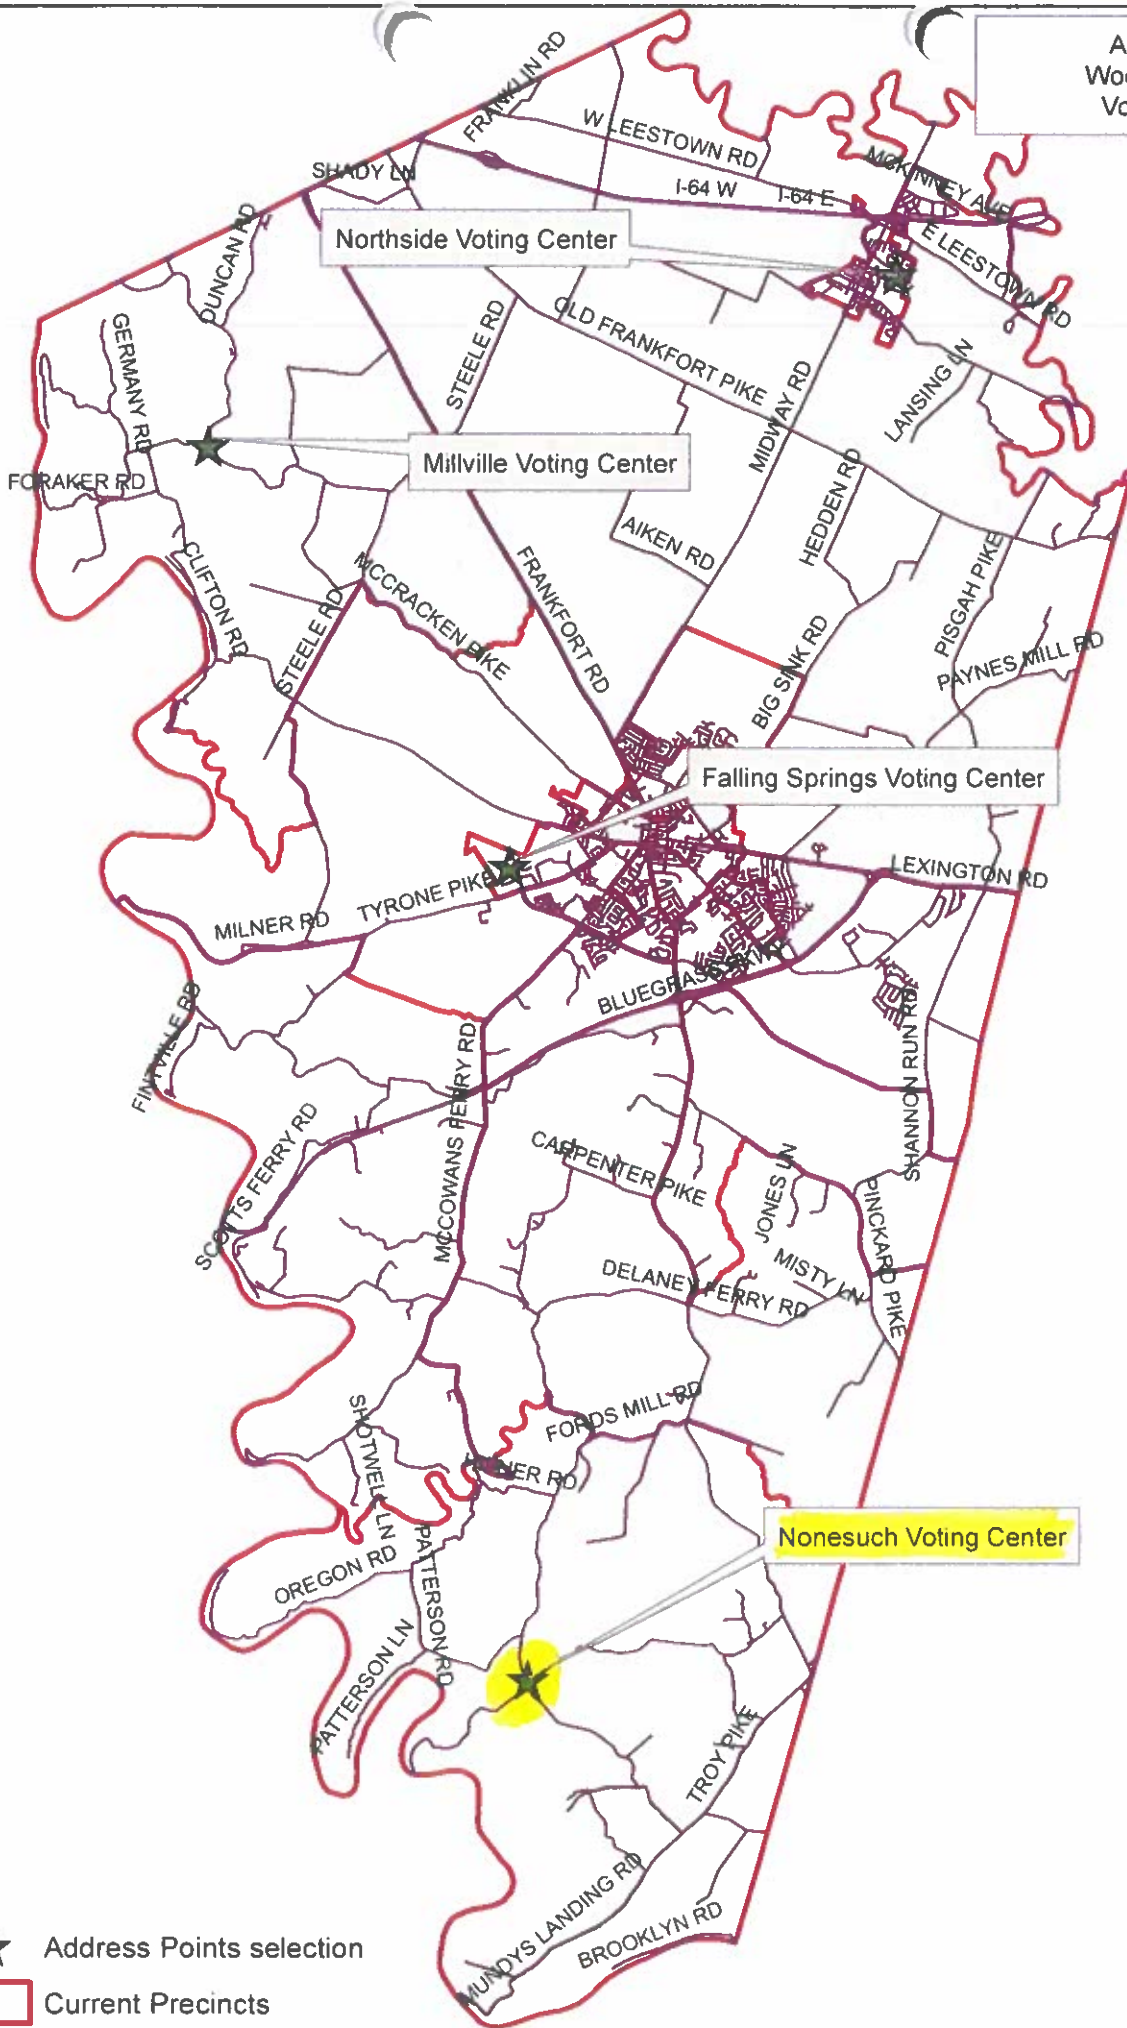 FRANKLIN RD
W LEESTOWN RD
MCKINNEY AVE
SHADY LN
I-64 W
I-64 E
DUNCAN RD
Northside Voting Center
E LEESTOWN RD
GERMANY RD
STEELE RD
OLD FRANKFORT PIKE
MIDWAY RD
LANSING LN
Millville Voting Center
FORAKER RD
HEDDEN RD
AIKEN RD
CLIFTON RD
MCCRACKEN PIKE
FRANKFORT RD
PISGAH PIKE
STEELE RD
BIG SINK RD
PAYNES MILL RD
Falling Springs Voting Center
LEXINGTON RD
TYRONE PIKE
MILNER RD
BLUEGRASS PKWY
FINTVILLE RD
SHANNON RUN RD
MCCOWANS FERRY RD
SCOTTS FERRY RD
CARPENTER PIKE
JONES LN
PINCKARD PIKE
MISTY LN
DELANEY FERRY RD
SHOTWELL LN
FORDS MILL RD
Nonesuch Voting Center
OREGON RD
PATTERSON RD
PATTERSON LN
TROY PIKE
MUNDYS LANDING RD
BROOKLYN RD
Address Points selection
Current Precincts